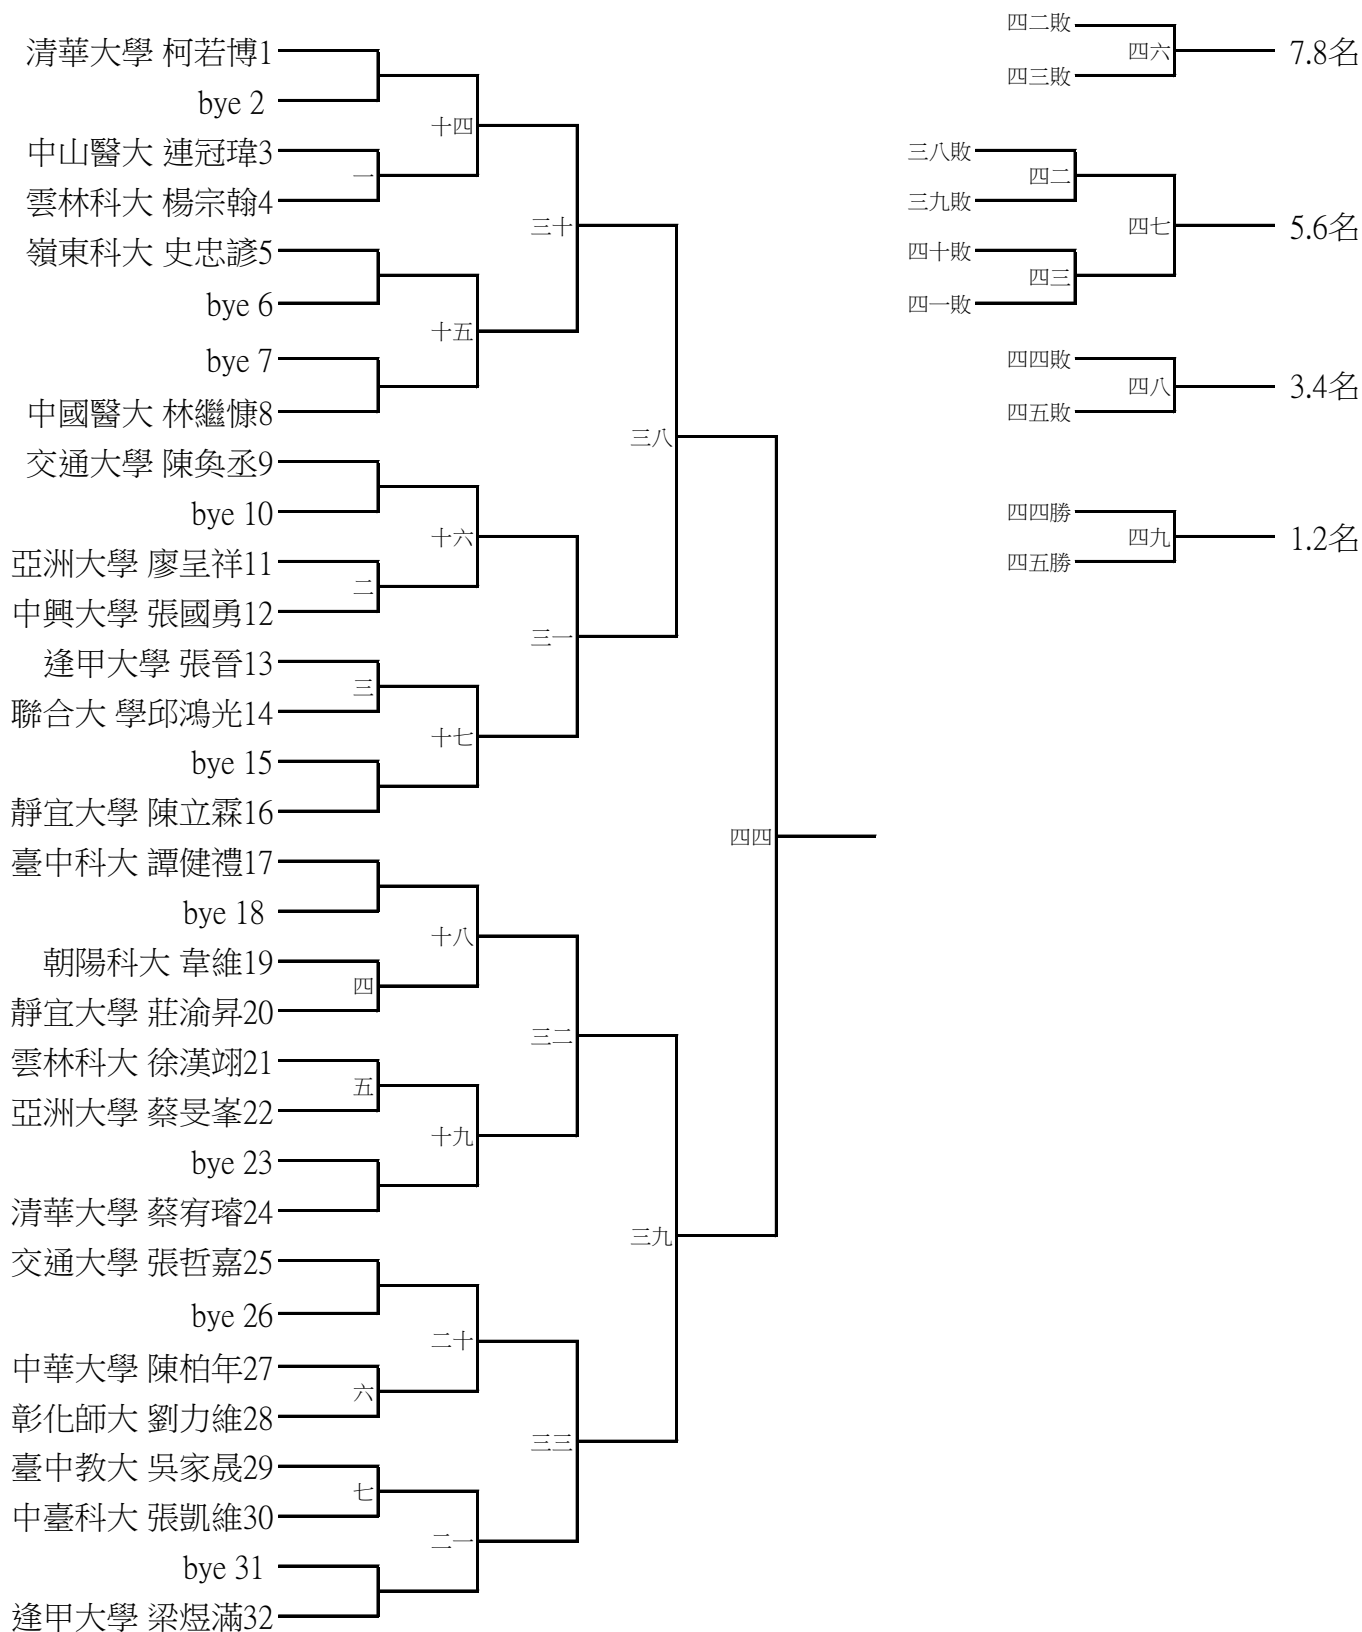 清華大學 柯若博1
bye 2
中山醫大 連冠瑋3
雲林科大 楊宗翰4
嶺東科大 史忠諺5
bye 6
bye 7
中國醫大 林繼慷8
交通大學 陳奐丞9
bye 10
亞洲大學 廖呈祥11
中興大學 張國勇12
逢甲大學 張晉13
聯合大 學邱鴻光14
bye 15
靜宜大學 陳立霖16
臺中科大 譚健禮17
bye 18
朝陽科大 韋維19
靜宜大學 莊渝昇20
雲林科大 徐漢翊21
亞洲大學 蔡旻峯22
bye 23
清華大學 蔡宥璿24
交通大學 張哲嘉25
bye 26
中華大學 陳柏年27
彰化師大 劉力維28
臺中教大 吳家晟29
中臺科大 張凱維30
bye 31
逢甲大學 梁煜滿32
一
二
三
四
五
六
七
十四
十五
十六
十七
十八
十九
二十
二一
三十
三一
三二
三三
三八
三九
四四
四二敗
四六
四三敗
7.8名
三八敗
四二
三九敗
四七
四十敗
四三
四一敗
5.6名
四四敗
四八
四五敗
3.4名
四四勝
四九
四五勝
1.2名